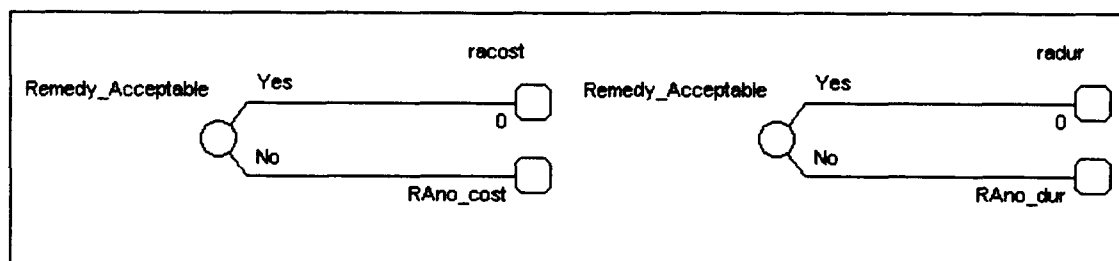 racost
Remedy_Acceptable
Yes
0
No
RAno_cost
radur
Remedy_Acceptable
Yes
0
No
RAno_dur